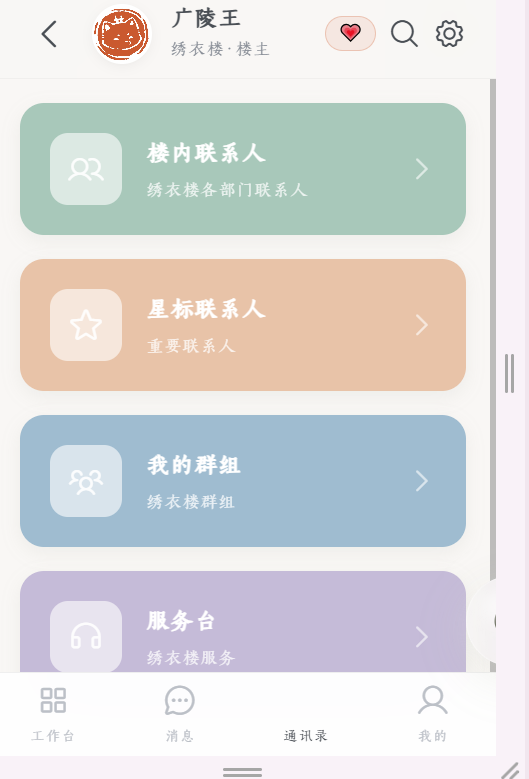 广陵王
绣衣楼·楼主
楼内联系人
绣衣楼各部门联系人
星标联系人
重要联系人
我的群组
绣衣楼群组
服务台
绣衣楼服务
工作台
消息
通讯录
我的